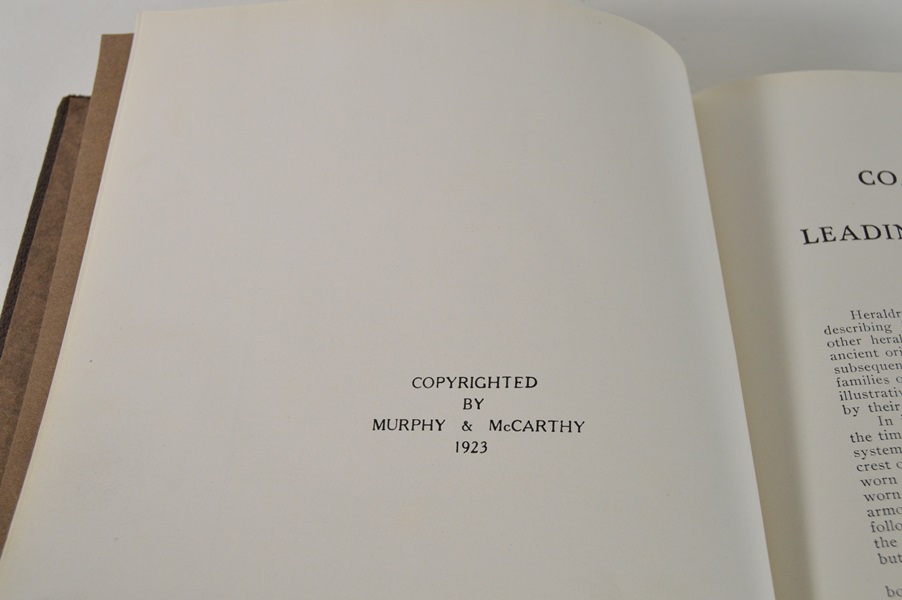 COPYRIGHTED
BY
MURPHY & McCARTHY
1923
CO
LEADIN
Heraldr
describing
other heral
ancient ori
subsequen
families o
illustrativ
by their
In
the tim
system
crest o
worn
worn
armo
follo
the
but
be